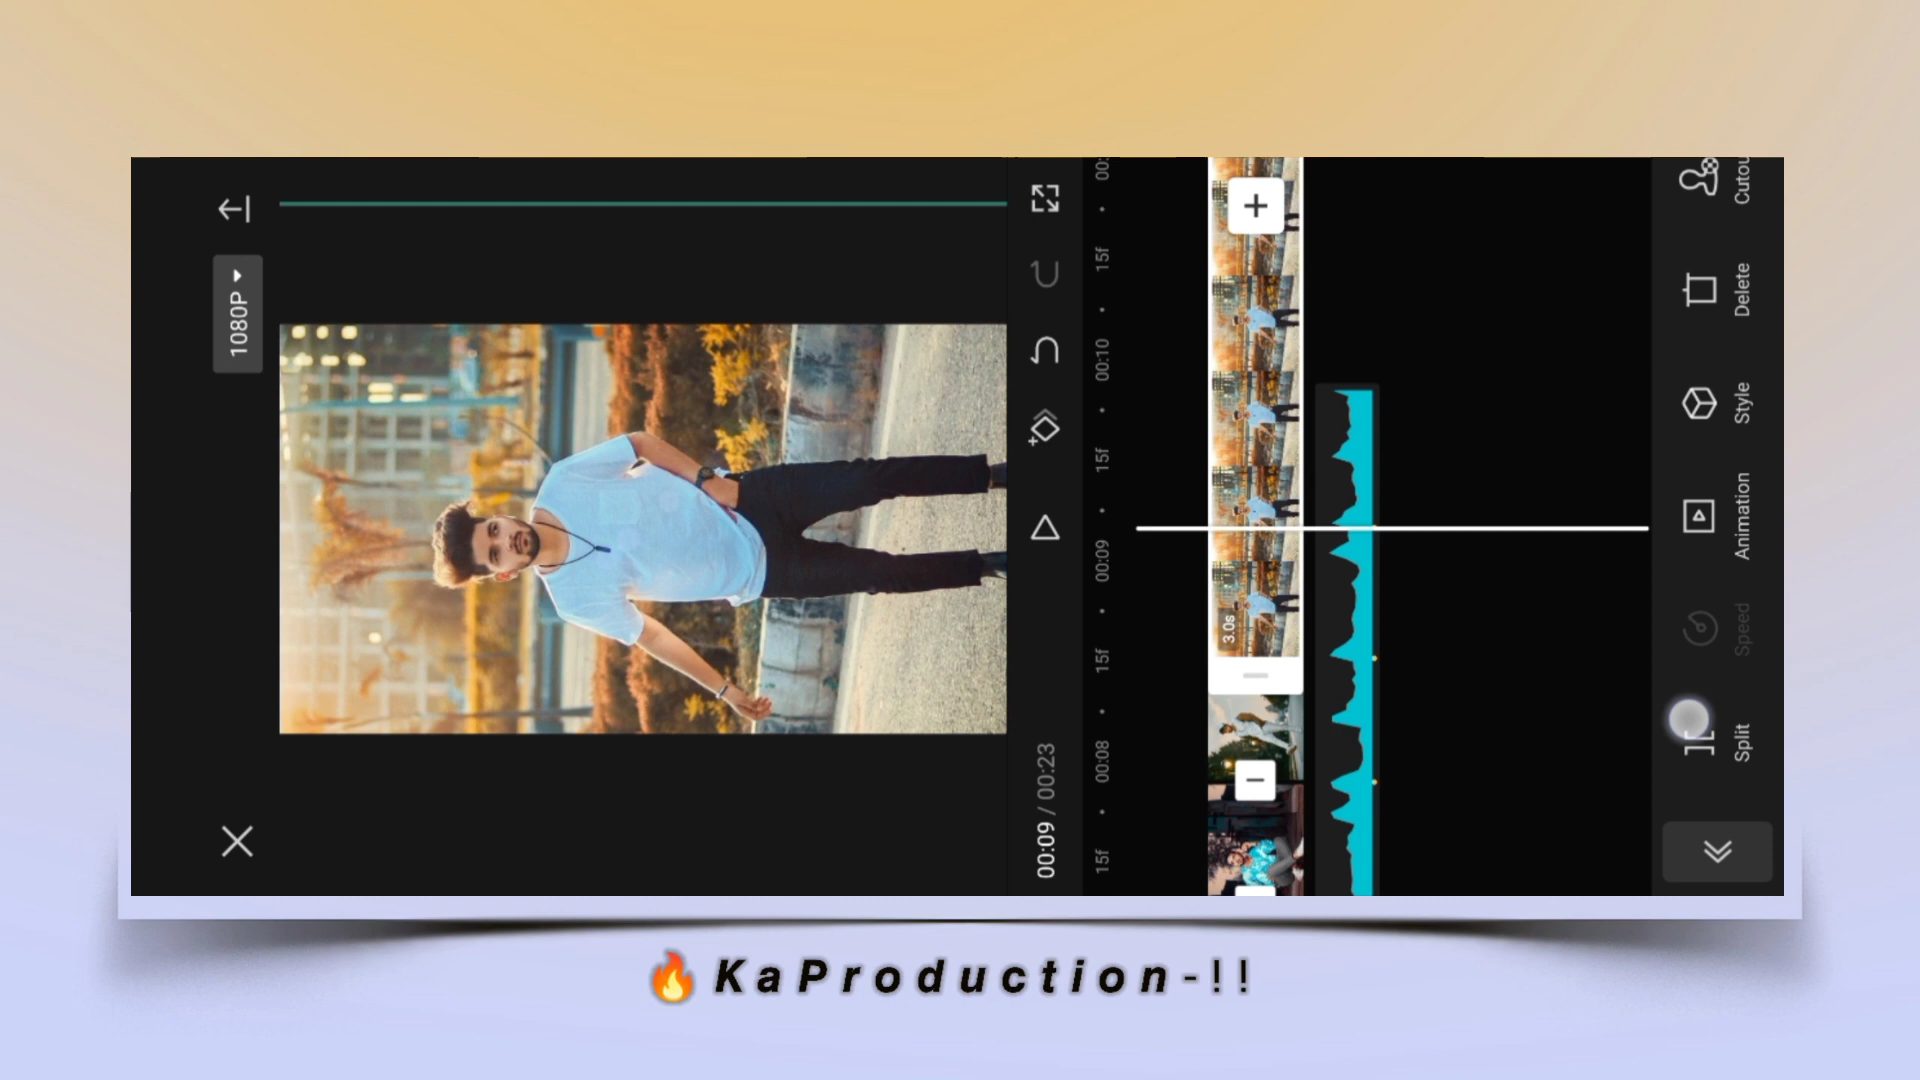 1080P
00:09 / 00:23
15f
00:08
15f
00:09
15f
00:10
15f
00:
3.0s
Split
Speed
Animation
Style
Delete
Cutou
🔥 KaProduction-!!